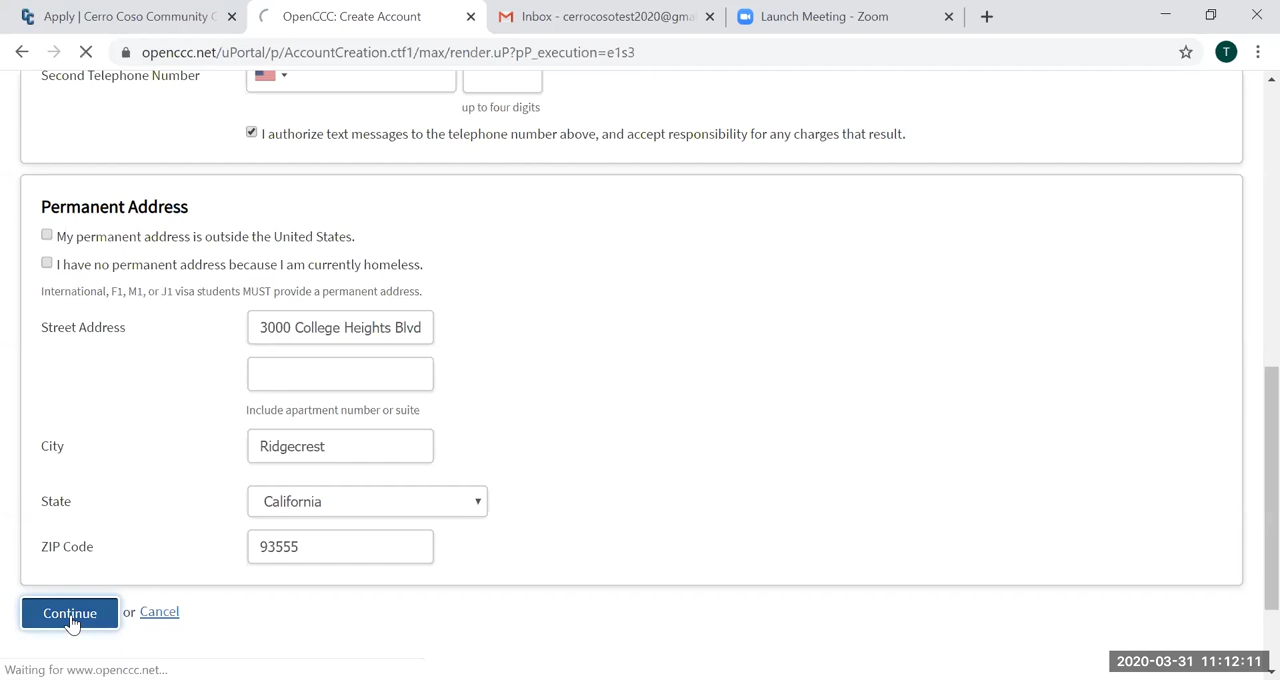 Apply | Cerro Coso Community C
OpenCCC: Create Account
Inbox - cerrocosotest2020@gma
Launch Meeting - Zoom
openccc.net/uPortal/p/AccountCreation.ctf1/max/render.uP?pP_execution=e1s3
T
Second Telephone Number
up to four digits
I authorize text messages to the telephone number above, and accept responsibility for any charges that result.
Permanent Address
My permanent address is outside the United States.
I have no permanent address because I am currently homeless.
International, F1, M1, or J1 visa students MUST provide a permanent address.
Street Address
3000 College Heights Blvd
Include apartment number or suite
City
Ridgecrest
State
California
ZIP Code
93555
Continue or Cancel
Waiting for www.openccc.net...
2020-03-31 11:12:11